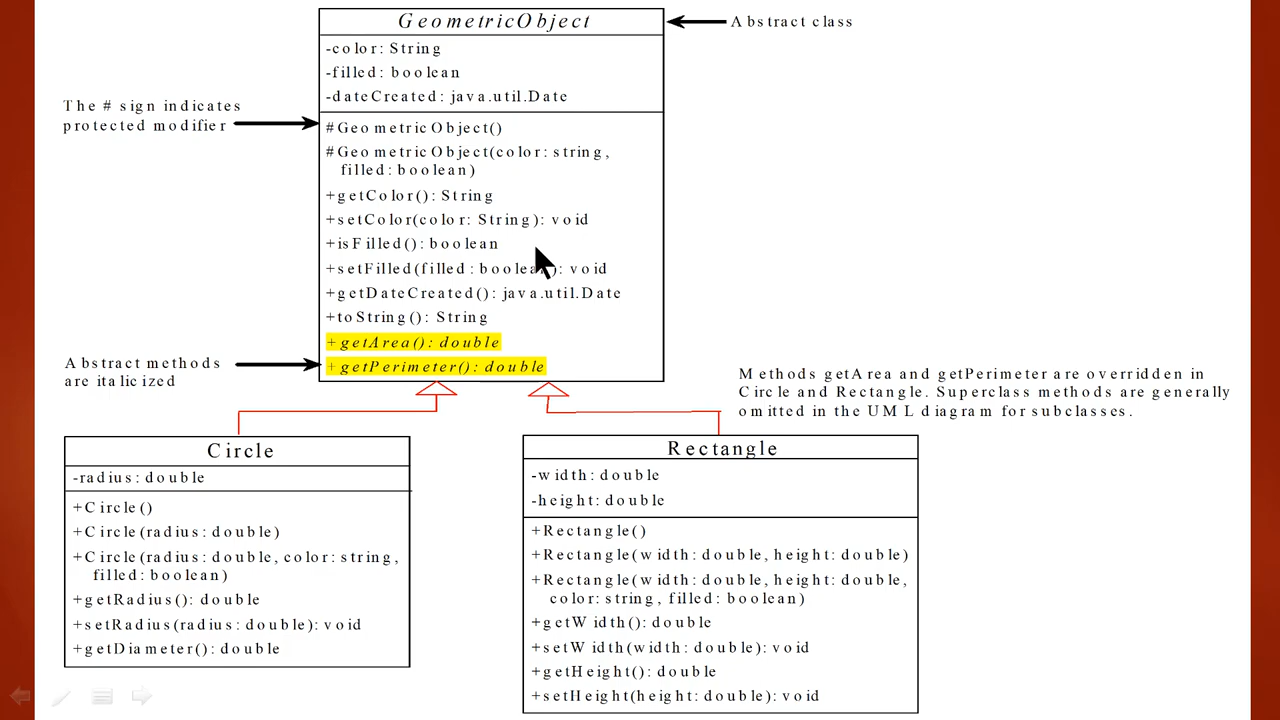 GeometricObject
Abstract class
-color: String
-filled: boolean
-dateCreated: java.util.Date
The # sign indicates
protected modifier
#GeometricObject()
#GeometricObject(color: string,
filled: boolean)
+getColor(): String
+setColor(color: String): void
+isFilled(): boolean
+setFilled(filled: boolean): void
+getDateCreated(): java.util.Date
+toString(): String
+getArea(): double
+getPerimeter(): double
Abstract methods
are italicized
Methods getArea and getPerimeter are overridden in
Circle and Rectangle. Superclass methods are generally
omitted in the UML diagram for subclasses.
Circle
-radius: double
+Circle()
+Circle(radius: double)
+Circle(radius: double, color: string,
filled: boolean)
+getRadius(): double
+setRadius(radius: double): void
+getDiameter(): double
Rectangle
-width: double
-height: double
+Rectangle()
+Rectangle(width: double, height: double)
+Rectangle(width: double, height: double,
color: string, filled: boolean)
+getWidth(): double
+setWidth(width: double): void
+getHeight(): double
+setHeight(height: double): void